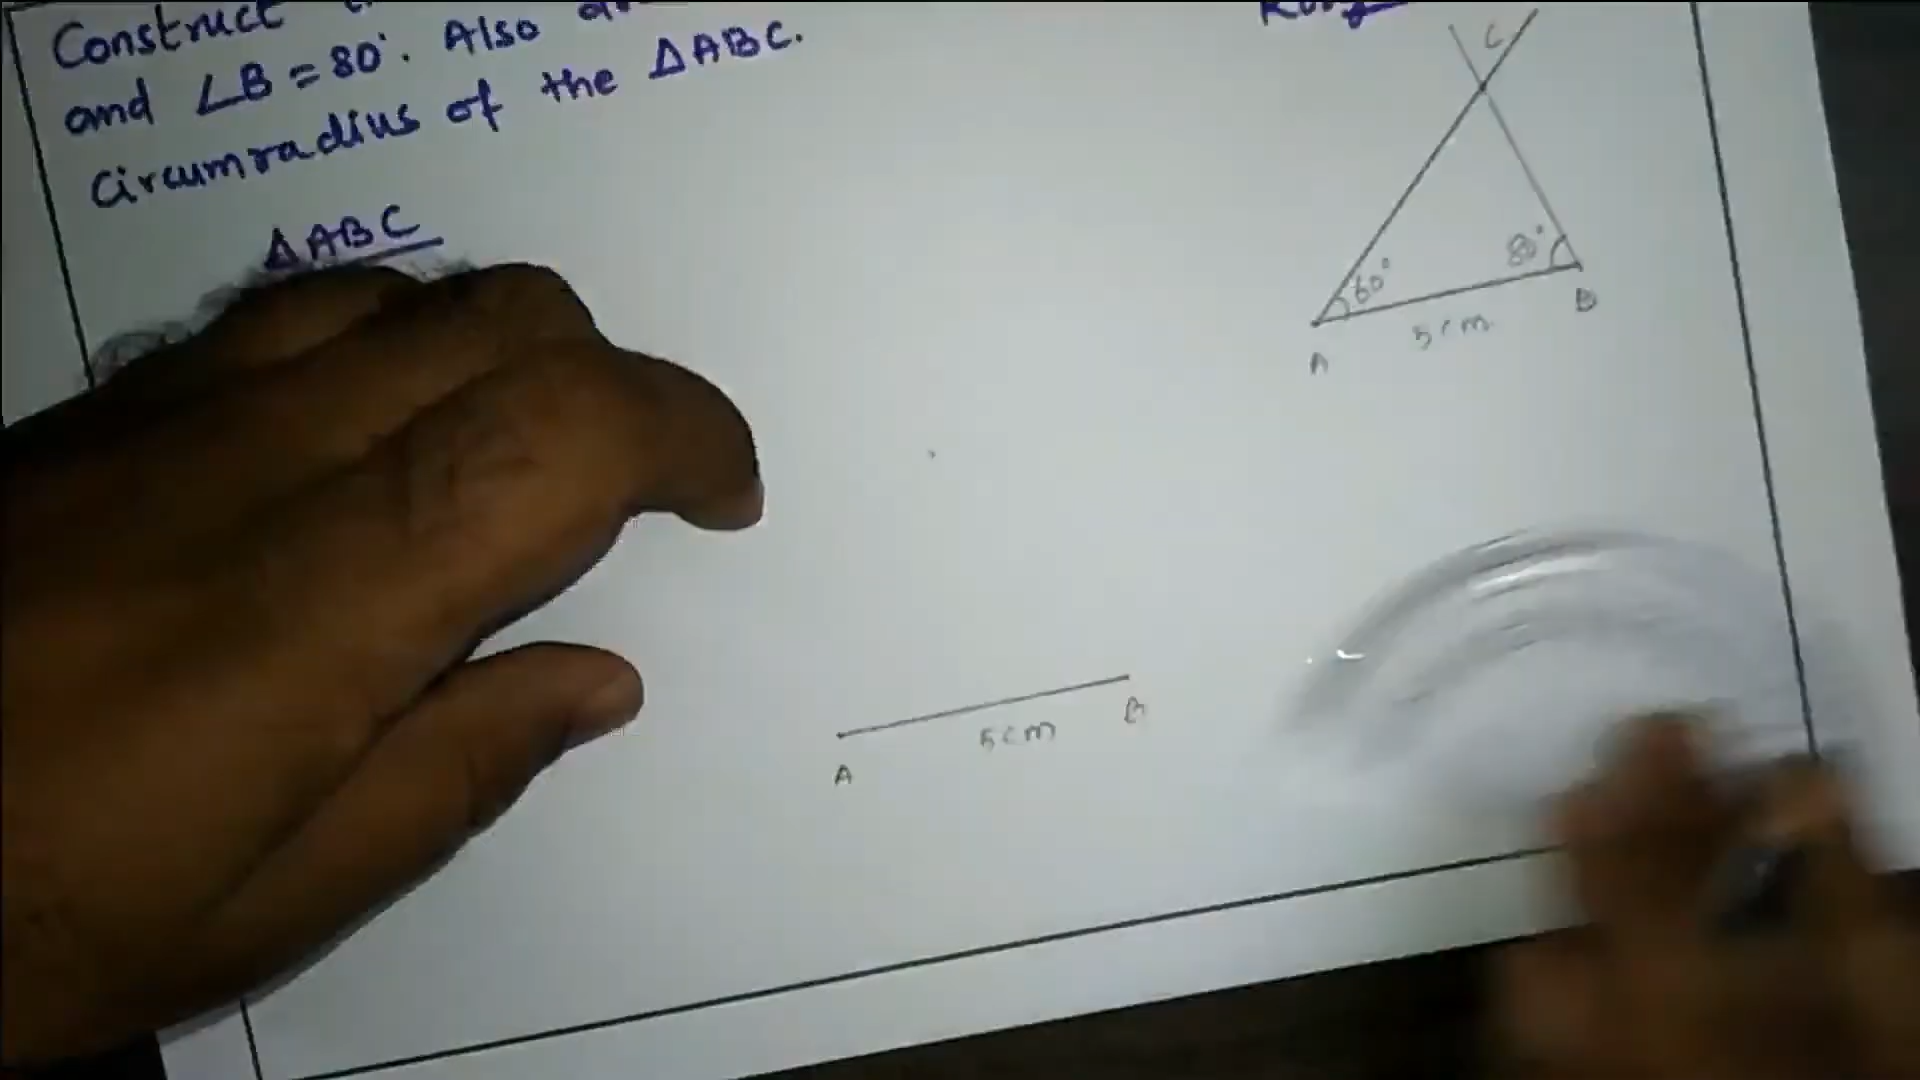 Construct
and ∠B = 80°. Also
Circumradius of the ΔABC.
ΔABC
C
60°
80°
5cm
A
B
5cm
A
B